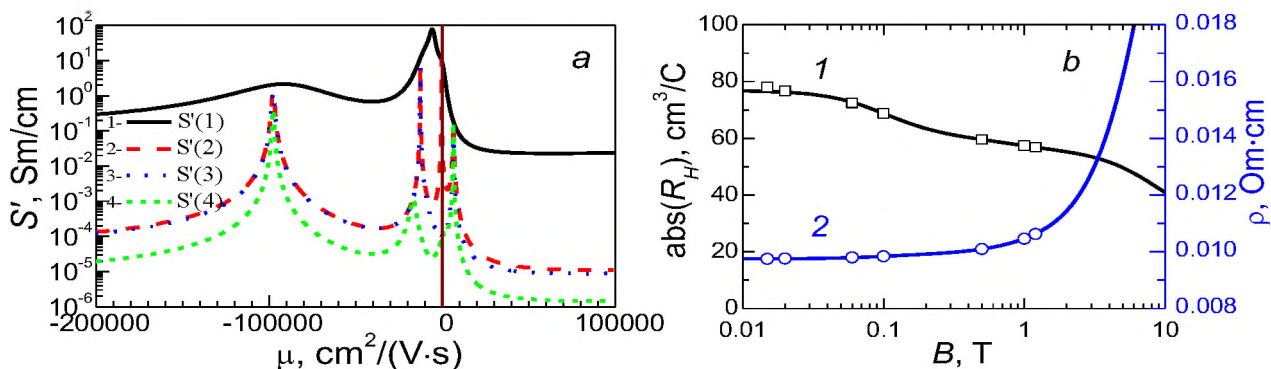 a
S', Sm/cm
10²
10¹
10⁰
10⁻¹
10⁻²
10⁻³
10⁻⁴
10⁻⁵
10⁻⁶
1- S'(1)
2- S'(2)
3- S'(3)
4- S'(4)
-200000 -100000 0 100000
μ, cm²/(V·s)
b
abs(R_H), cm³/C
100
80
60
40
20
0
1
2
0.01 0.1 1 10
B, T
0.018
0.016
0.014
0.012
0.010
0.008
ρ, Om·cm